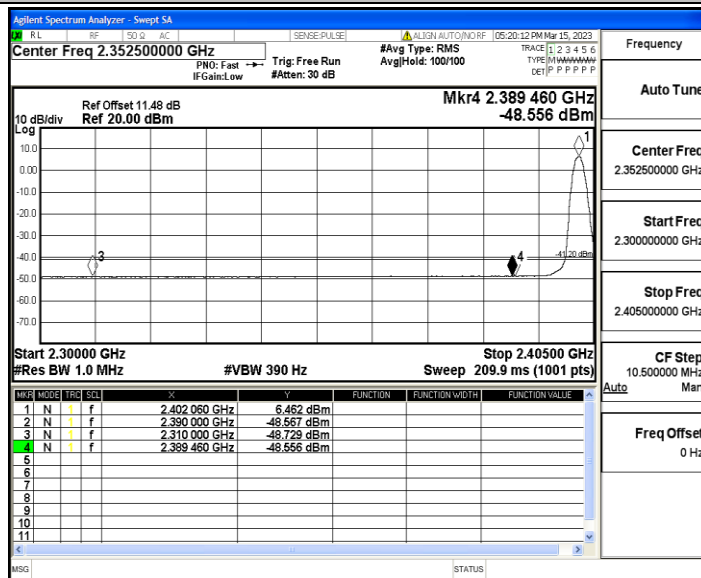 Agilent Spectrum Analyzer - Swept SA
RL RF 50 Ω AC SENSE:PULSE ALIGN AUTO/NO RF 05:20:12 PM Mar 15, 2023
Center Freq 2.352500000 GHz
PNO: Fast
IFGain:Low
Trig: Free Run
#Atten: 30 dB
#Avg Type: RMS
Avg|Hold: 100/100
TRACE 1 2 3 4 5 6
TYPE M WWWWW
DET P P P P P P
Ref Offset 11.48 dB
Ref 20.00 dBm
10 dB/div
Log
Mkr4 2.389 460 GHz
-48.556 dBm
10.0
0.00
-10.0
-20.0
-30.0
-40.0
-50.0
-60.0
-70.0
1
3
4
-41.20 dBm
Start 2.30000 GHz
Stop 2.40500 GHz
#Res BW 1.0 MHz
#VBW 390 Hz
Sweep 209.9 ms (1001 pts)
MKR MODE TRC SCL X Y FUNCTION FUNCTION WIDTH FUNCTION VALUE
1 N 1 f 2.402 060 GHz 6.462 dBm
2 N 1 f 2.390 000 GHz -48.567 dBm
3 N 1 f 2.310 000 GHz -48.729 dBm
4 N 1 f 2.389 460 GHz -48.556 dBm
5
6
7
8
9
10
11
MSG
STATUS
Frequency
Auto Tune
Center Freq
2.352500000 GHz
Start Freq
2.300000000 GHz
Stop Freq
2.405000000 GHz
CF Step
10.500000 MHz
Auto Man
Freq Offset
0 Hz